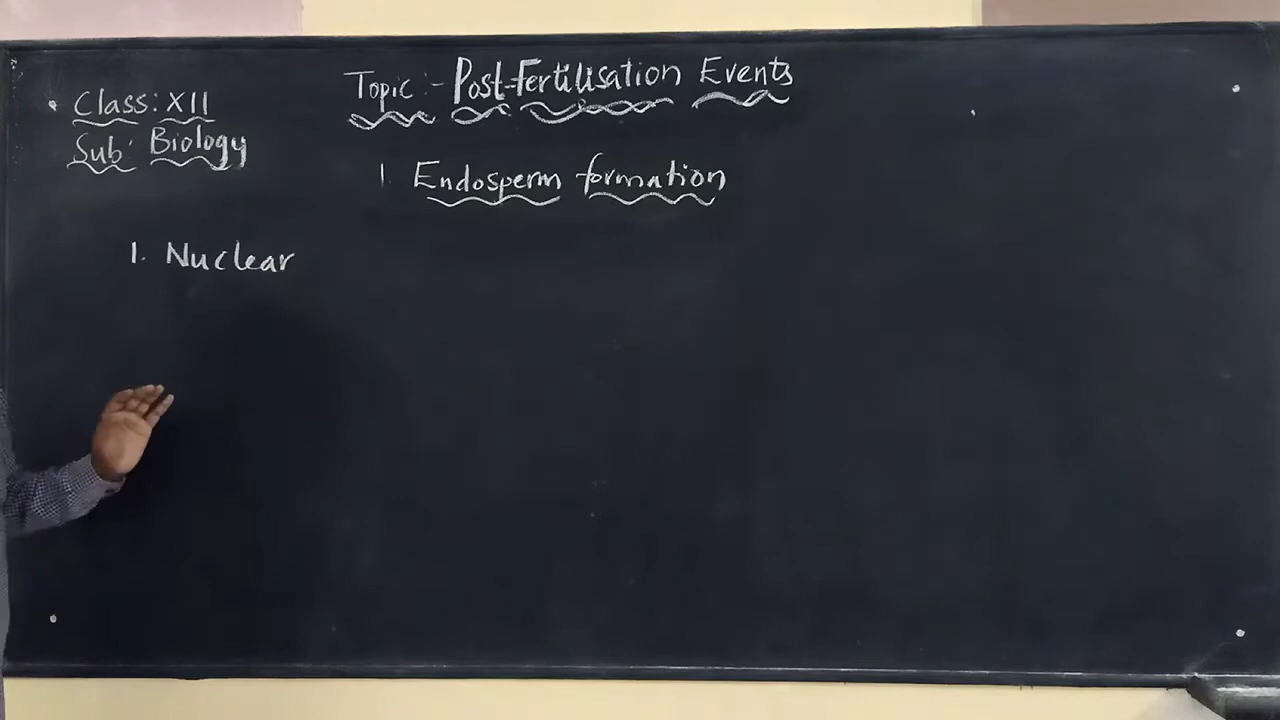 Class: XII
Sub: Biology
Topic:- Post-Fertilisation Events
1. Endosperm formation
1. Nuclear